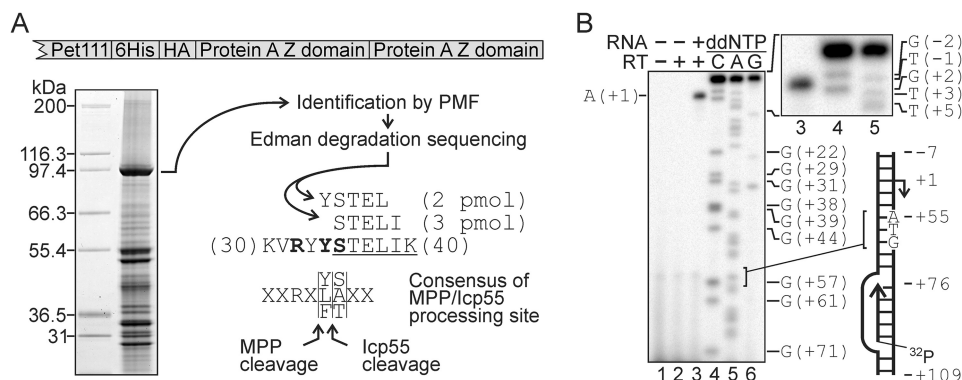 A
Pet111 6His HA Protein A Z domain Protein A Z domain
kDa
200
116.3
97.4
66.3
55.4
36.5
31
Identification by PMF
Edman degradation sequencing
YSTEL (2 pmol)
STELI (3 pmol)
(30) KVRYYSTELIK (40)
YS
XXRXLAXX
FT
Consensus of
MPP/Icp55
processing site
MPP
cleavage
Icp55
cleavage
B
RNA - - + ddNTP
RT - + + C A G
A(+1)
1 2 3 4 5 6
G(+22)
G(+29)
G(+31)
G(+38)
G(+39)
G(+44)
G(+57)
G(+61)
G(+71)
3 4 5
G(-2)
T(-1)
G(+2)
T(+3)
T(+5)
-7
+1
A
T
G
+55
+76
32P
+109